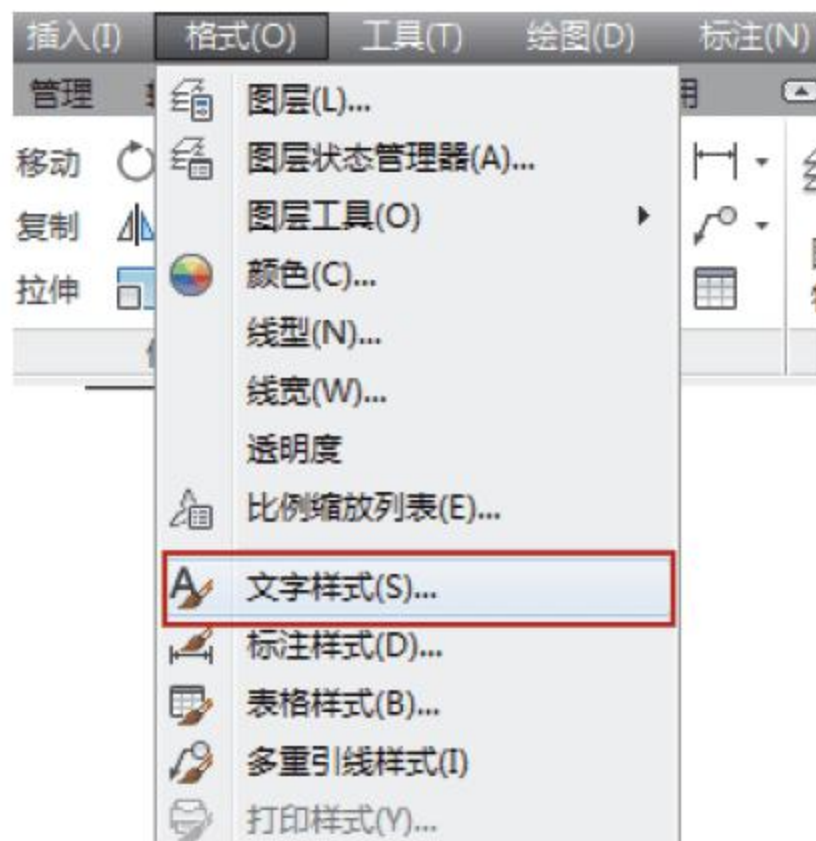 插入(I) 格式(O) 工具(T) 绘图(D) 标注(N)
管理
图层(L)...
移动
图层状态管理器(A)...
复制
图层工具(O)
拉伸
颜色(C)...
线型(N)...
线宽(W)...
透明度
比例缩放列表(E)...
文字样式(S)...
标注样式(D)...
表格样式(B)...
多重引线样式(I)
打印样式(Y)...